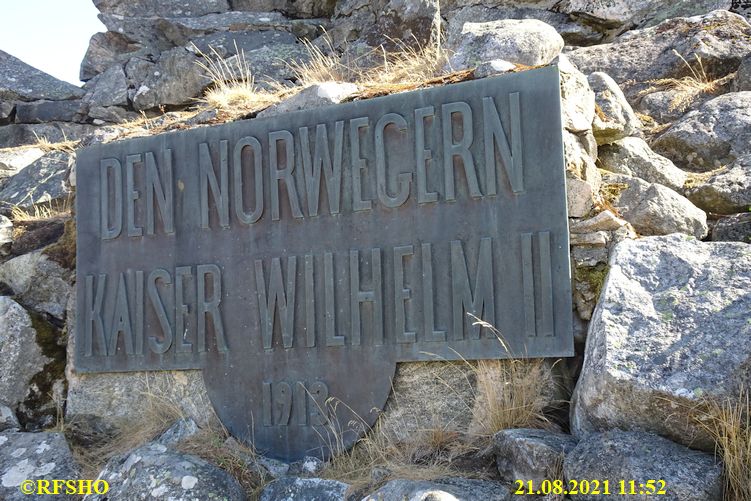 DEN NORWEGERN
KAISER WILHELM II
1913
©RFSHO
21.08.2021 11:52